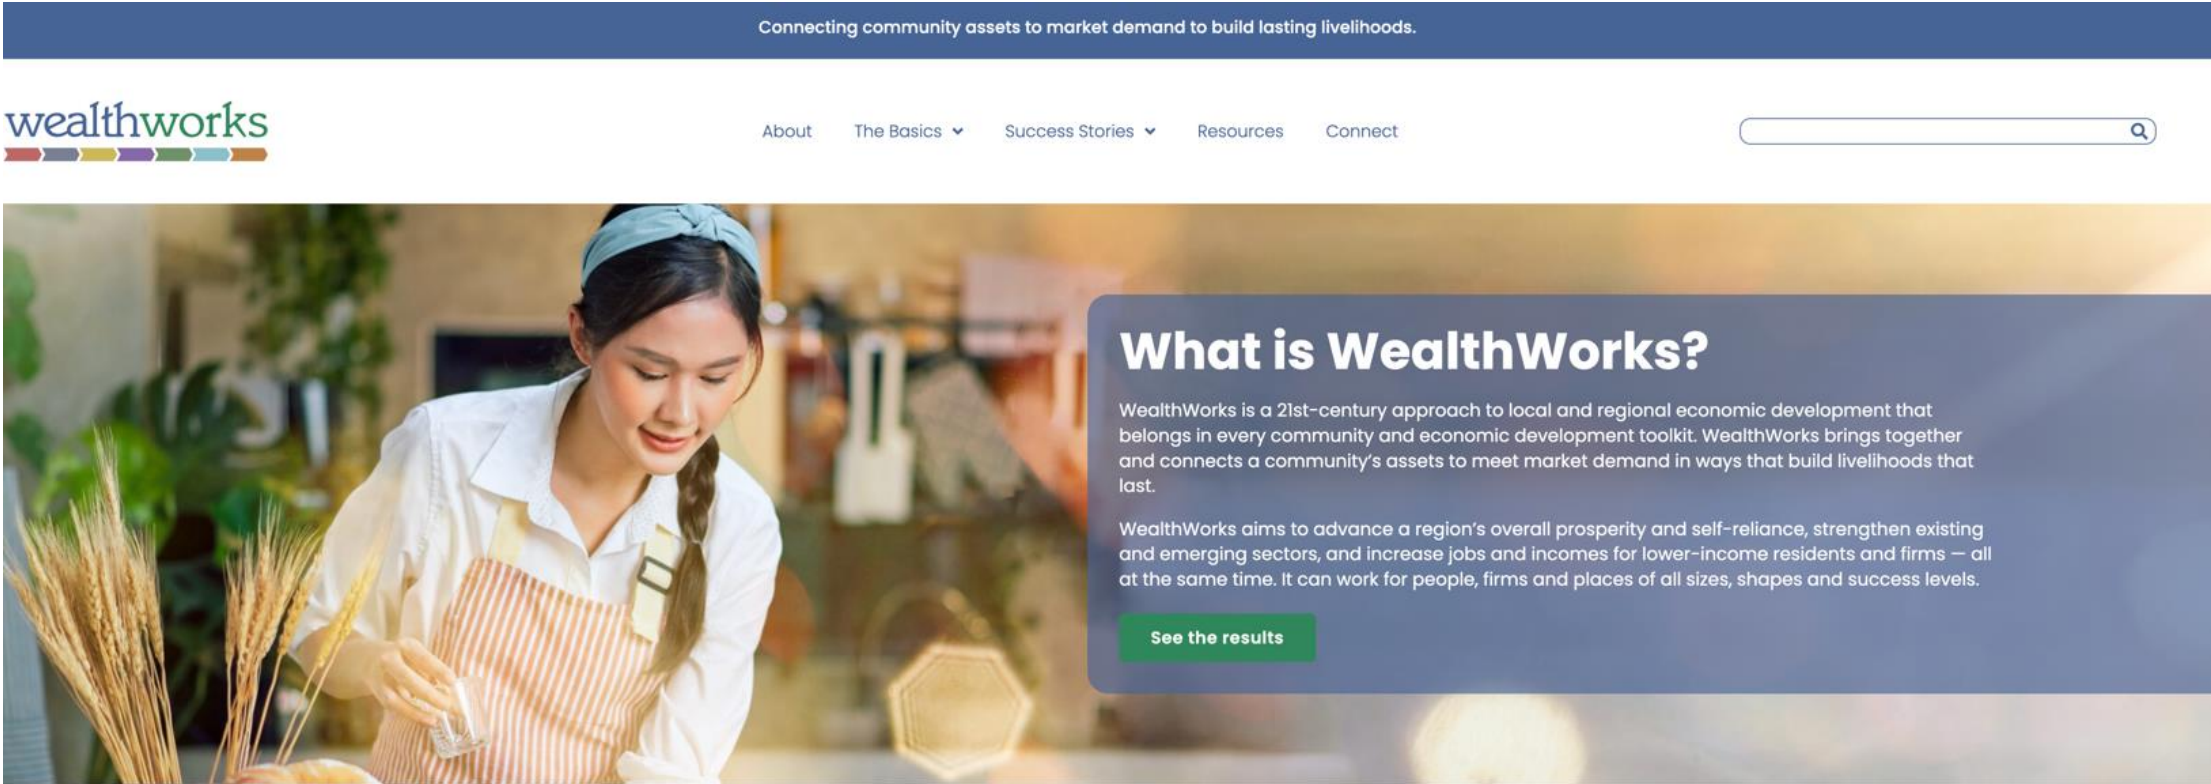 Connecting community assets to market demand to build lasting livelihoods.
wealthworks
About The Basics Success Stories Resources Connect
What is WealthWorks?
WealthWorks is a 21st-century approach to local and regional economic development that
belongs in every community and economic development toolkit. WealthWorks brings together
and connects a community's assets to meet market demand in ways that build livelihoods that
last.
WealthWorks aims to advance a region's overall prosperity and self-reliance, strengthen existing
and emerging sectors, and increase jobs and incomes for lower-income residents and firms — all
at the same time. It can work for people, firms and places of all sizes, shapes and success levels.
See the results